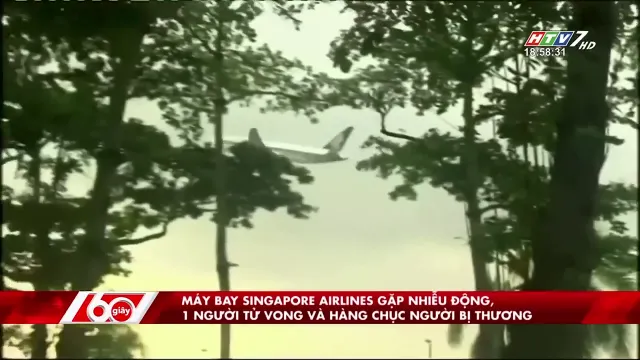 HTV7 HD
18:58:31
60 giây
MÁY BAY SINGAPORE AIRLINES GẶP NHIỄU ĐỘNG,
1 NGƯỜI TỬ VONG VÀ HÀNG CHỤC NGƯỜI BỊ THƯƠNG